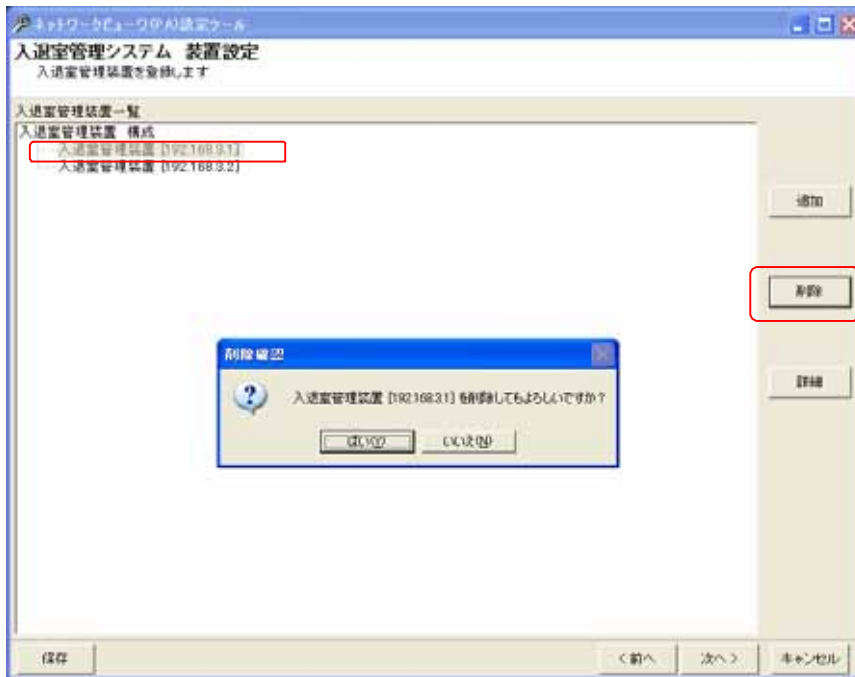 ネットワークビューワ(PA)設定ツール
入退室管理システム 装置設定
入退室管理装置を登録します
入退室管理装置一覧
入退室管理装置 構成
入退室管理装置 [192.168.3.1]
入退室管理装置 [192.168.3.2]
追加
削除
詳細
削除確認
入退室管理装置 [192.168.3.1] を削除してもよろしいですか?
はい(Y)
いいえ(N)
保存
<前へ
次へ>
キャンセル